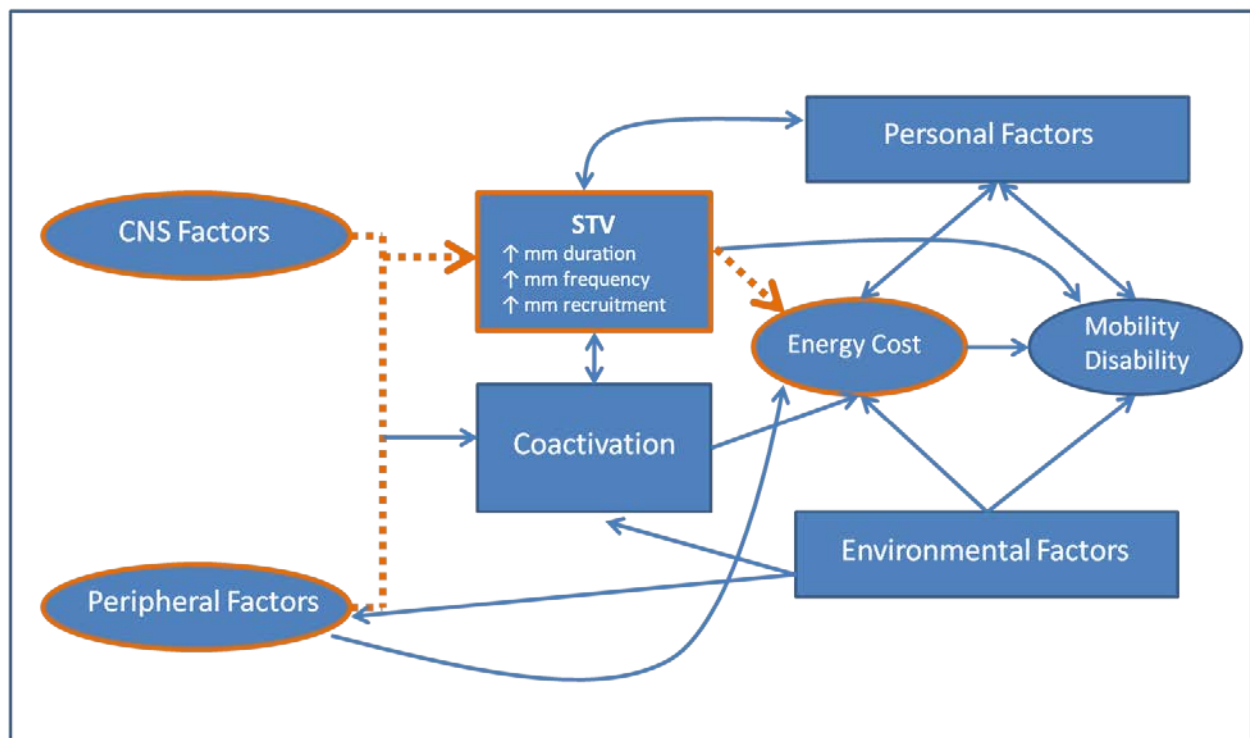 Personal Factors
CNS Factors
STV
↑ mm duration
↑ mm frequency
↑ mm recruitment
Energy Cost
Mobility
Disability
Coactivation
Environmental Factors
Peripheral Factors